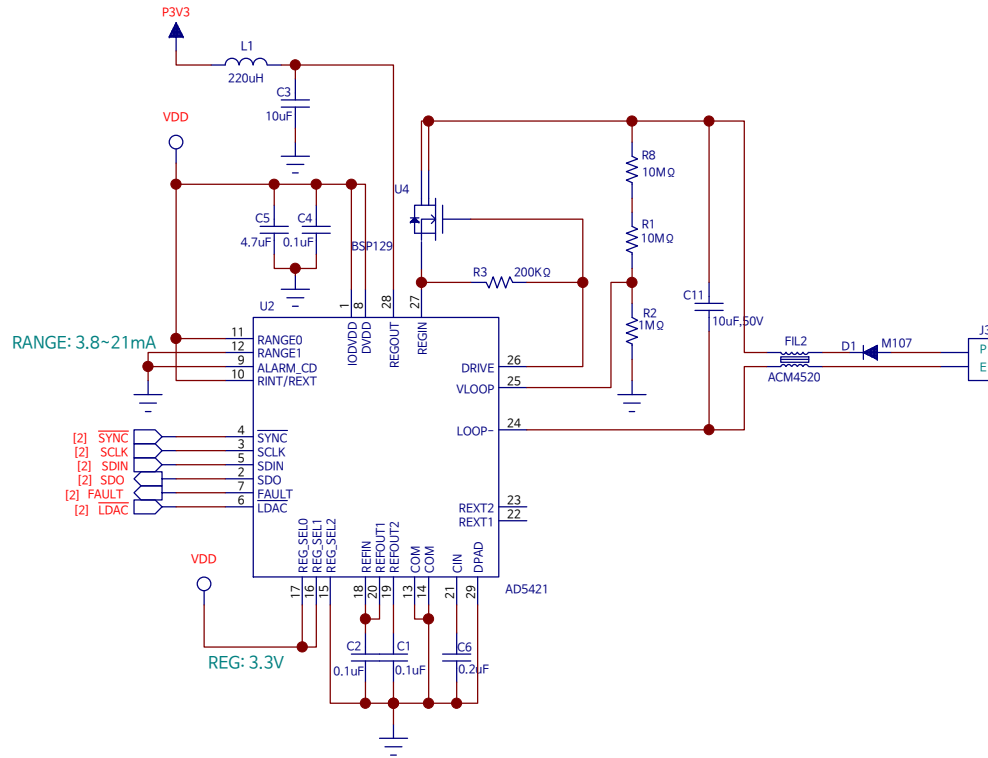 P3V3
L1
220uH
C3
10uF
VDD
U4
R8
10MΩ
C5
4.7uF
C4
0.1uF
BSP129
R1
10MΩ
R3
200KΩ
C11
10uF,50V
R2
1MΩ
U2
1
8
28
27
IODVDD
DVDD
REGOUT
REGIN
RANGE: 3.8~21mA
11
RANGE0
12
RANGE1
9
ALARM_CD
10
RINT/REXT
DRIVE
26
VLOOP
25
LOOP-
24
FIL2
ACM4520
D1
M107
J3
P
E
[2] SYNC
4
SYNC
[2] SCLK
3
SCLK
[2] SDIN
5
SDIN
[2] SDO
2
SDO
[2] FAULT
7
FAULT
[2] LDAC
6
LDAC
REXT2
23
REXT1
22
REG_SEL0
REG_SEL1
REG_SEL2
REFIN
REFOUT1
REFOUT2
COM
COM
CIN
DPAD
17
16
15
18
20
19
13
14
21
29
AD5421
VDD
REG: 3.3V
C2
0.1uF
C1
0.1uF
C6
0.2uF